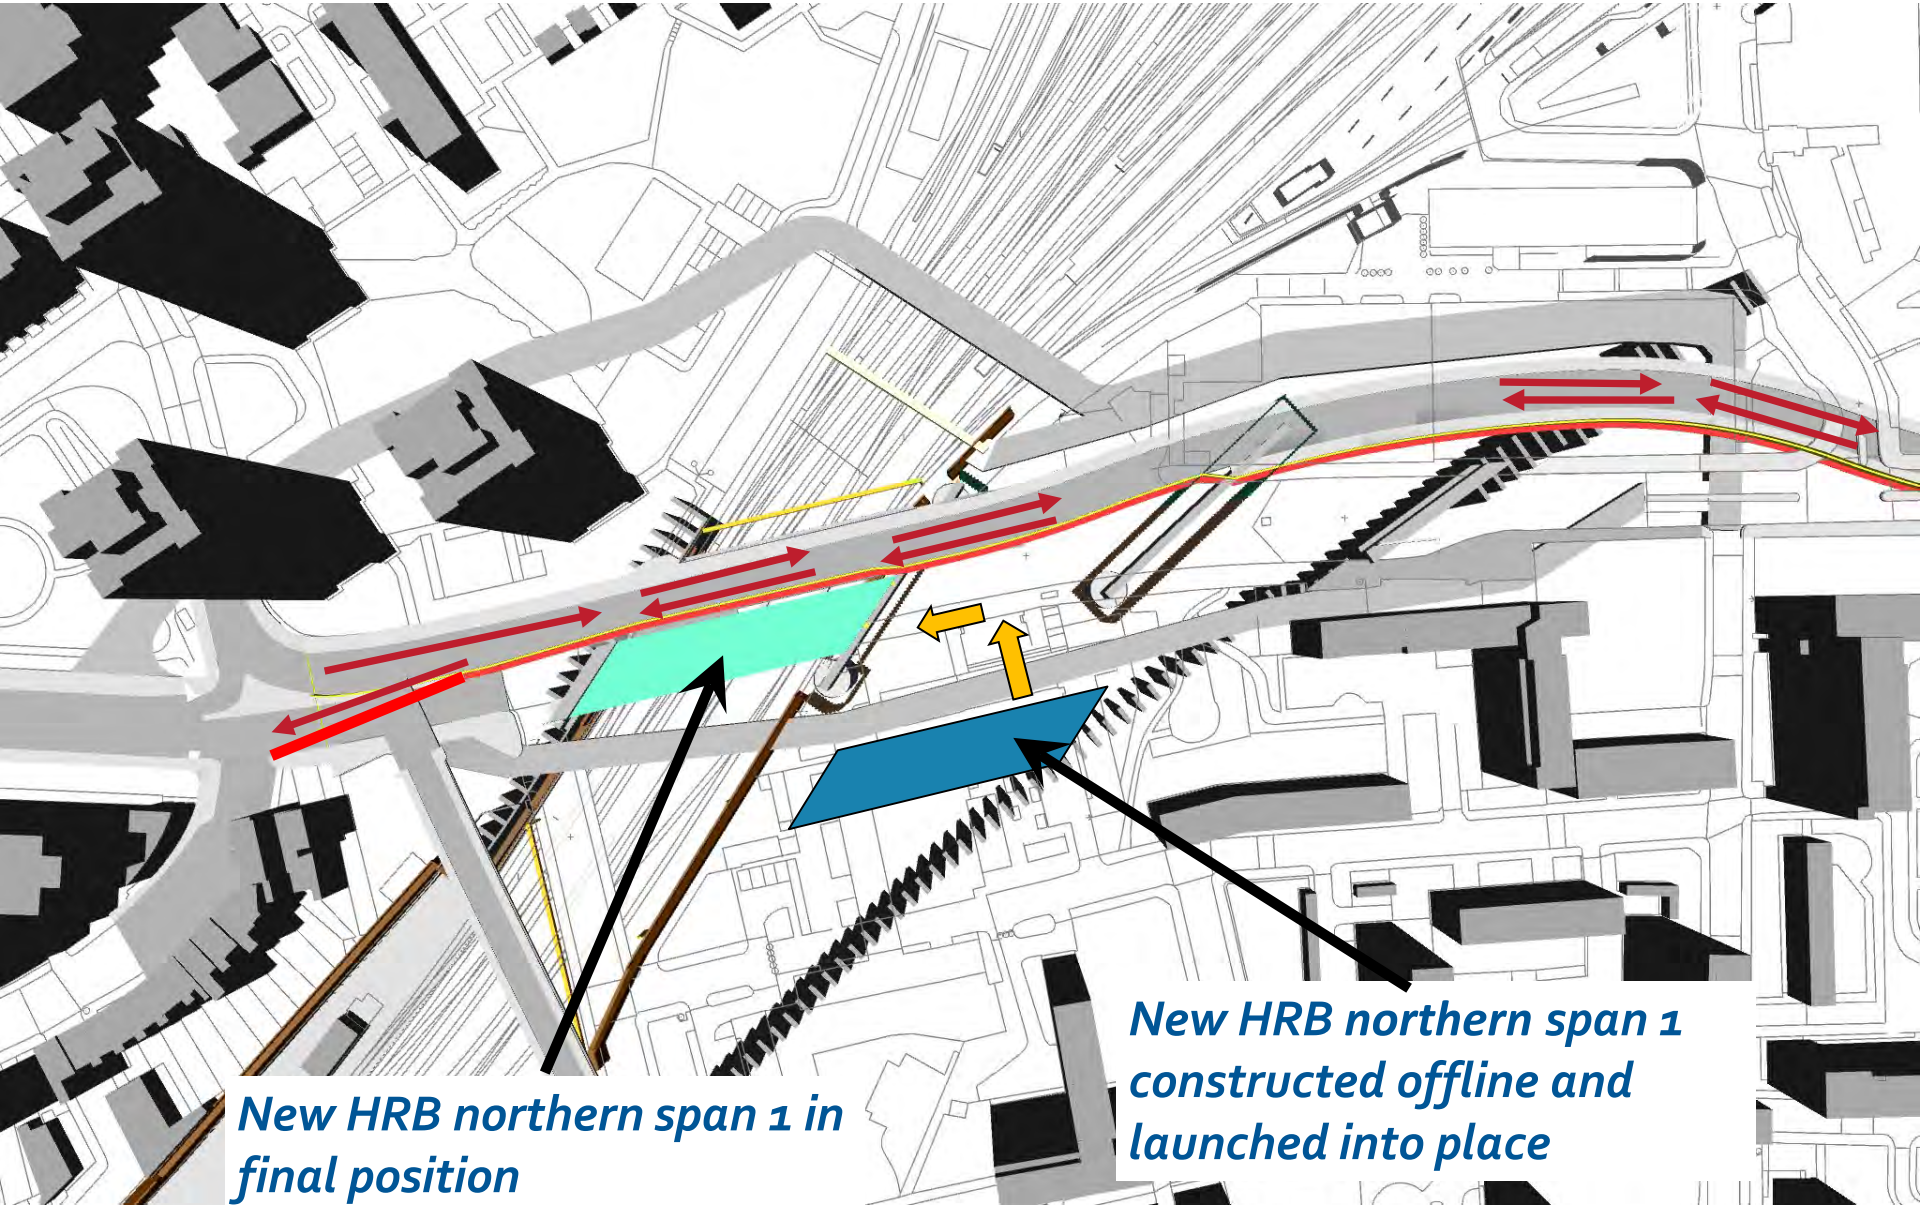 New HRB northern span 1
constructed offline and
launched into place
New HRB northern span 1 in
final position